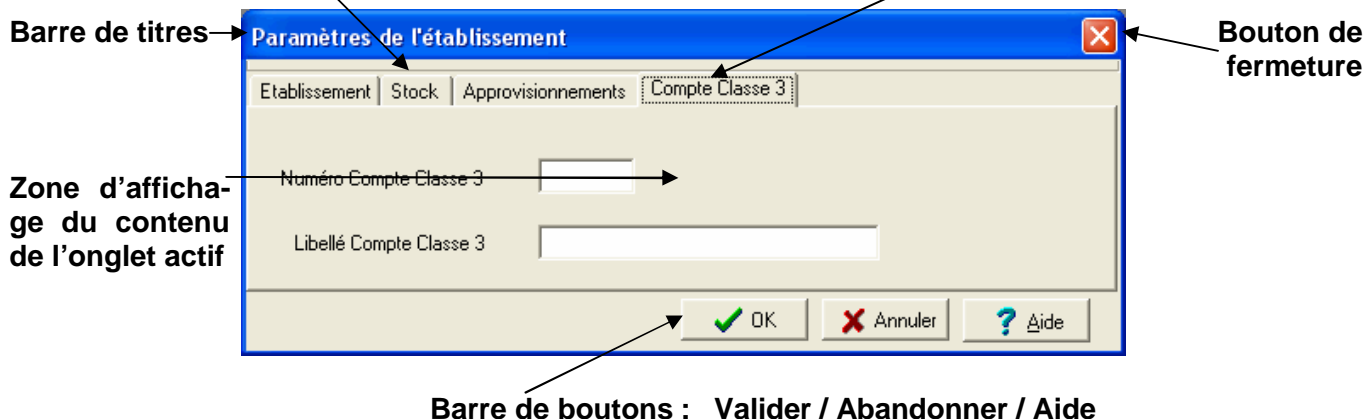 Barre de titres
Paramètres de l'établissement
Bouton de
fermeture
Etablissement Stock Approvisionnements Compte Classe 3
Zone d’afficha-
ge du contenu
de l’onglet actif
Numéro Compte Classe 3
Libellé Compte Classe 3
OK Annuler Aide
Barre de boutons : Valider / Abandonner / Aide